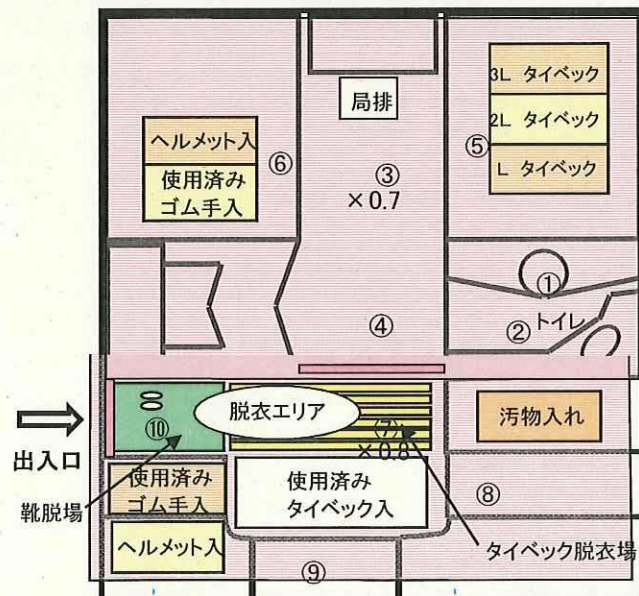 局排
3L タイベック
2L タイベック
L タイベック
⑤
ヘルメット入
使用済み
ゴム手入
⑥
③
×0.7
①
②
トイレ
④
出入口
⑩
脱衣エリア
⑦
×0.8
汚物入れ
靴脱場
使用済み
ゴム手入
使用済み
タイベック入
⑧
ヘルメット入
タイベック脱衣場
⑨